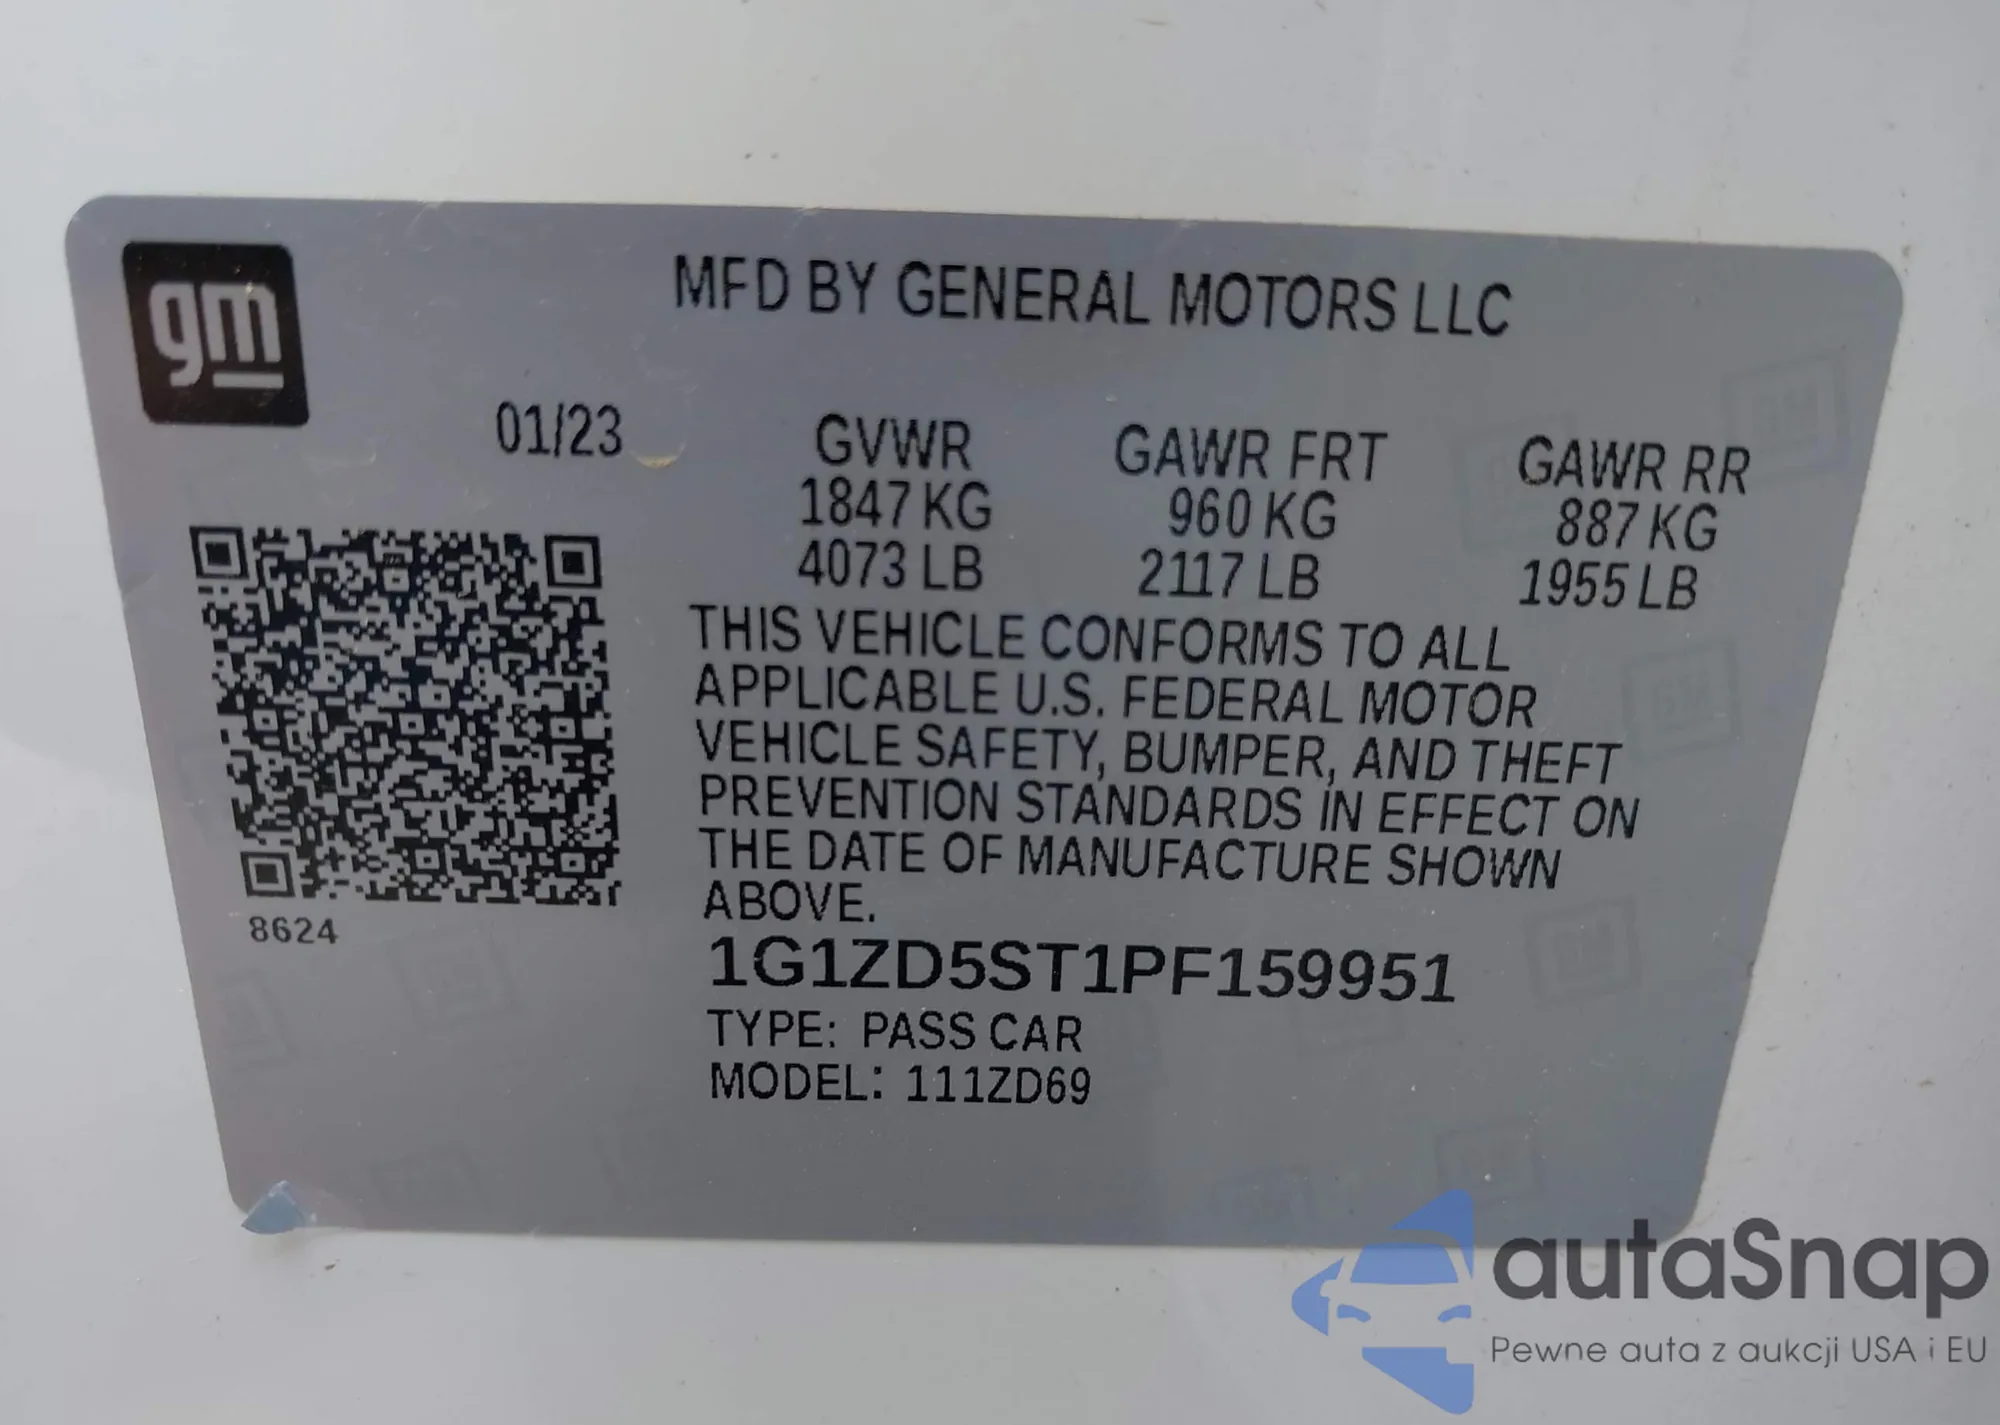 gm
MFD BY GENERAL MOTORS LLC
01/23
GVWR GAWR FRT GAWR RR
1847 KG 960 KG 887 KG
4073 LB 2117 LB 1955 LB
THIS VEHICLE CONFORMS TO ALL
APPLICABLE U.S. FEDERAL MOTOR
VEHICLE SAFETY, BUMPER, AND THEFT
PREVENTION STANDARDS IN EFFECT ON
THE DATE OF MANUFACTURE SHOWN
ABOVE.
8624
1G1ZD5ST1PF159951
TYPE: PASS CAR
MODEL: 111ZD69
autaSnap
Pewne auta z aukcji USA i EU